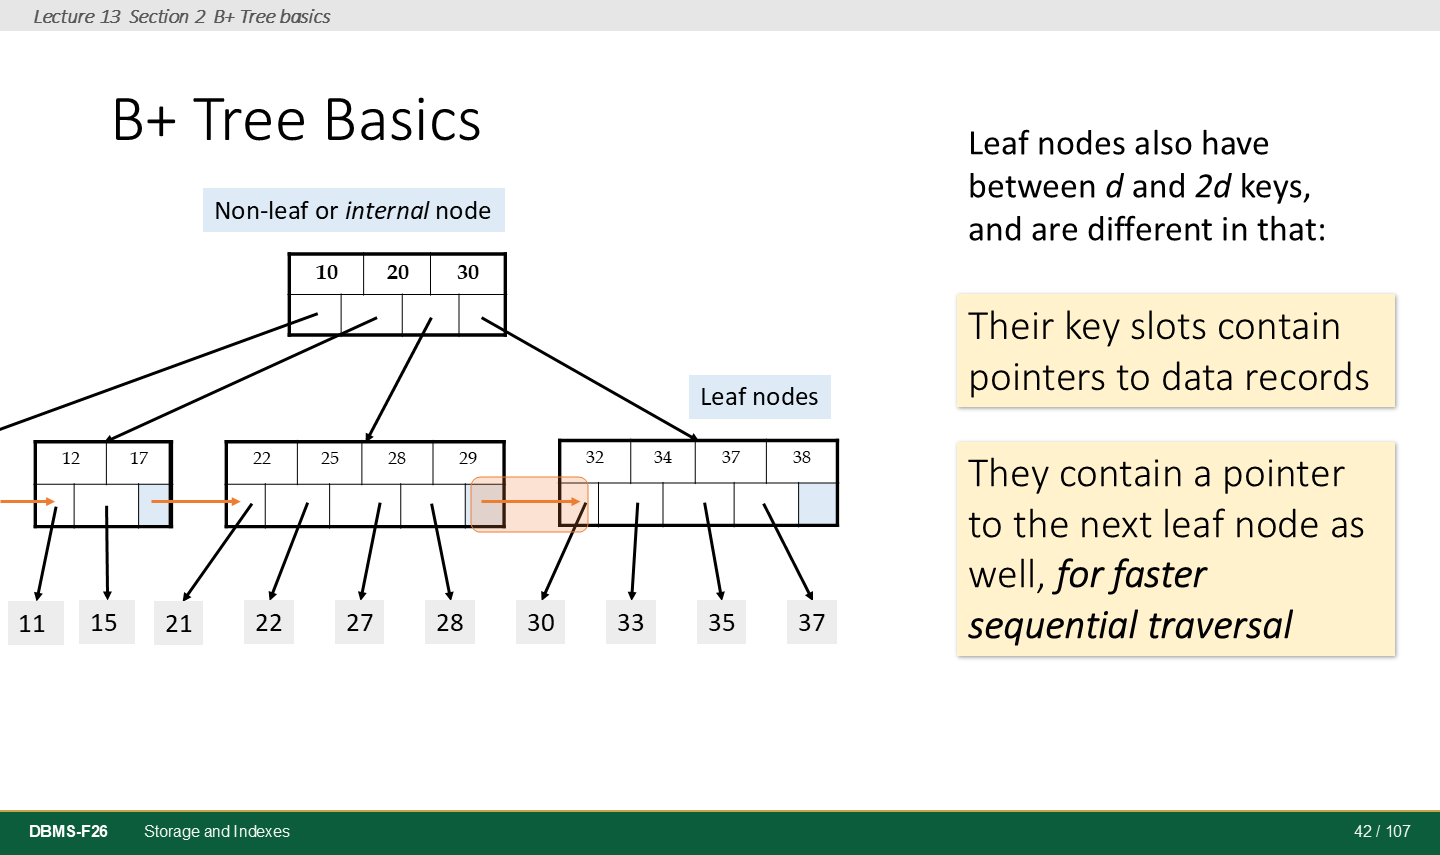 Lecture 13 Section 2 B+ Tree basics
B+ Tree Basics
Non-leaf or internal node
10 20 30
Leaf nodes
12 17 22 25 28 29 32 34 37 38
11 15 21 22 27 28 30 33 35 37
Leaf nodes also have
between d and 2d keys,
and are different in that:
Their key slots contain
pointers to data records
They contain a pointer
to the next leaf node as
well, for faster
sequential traversal
DBMS-F26 Storage and Indexes 42 / 107